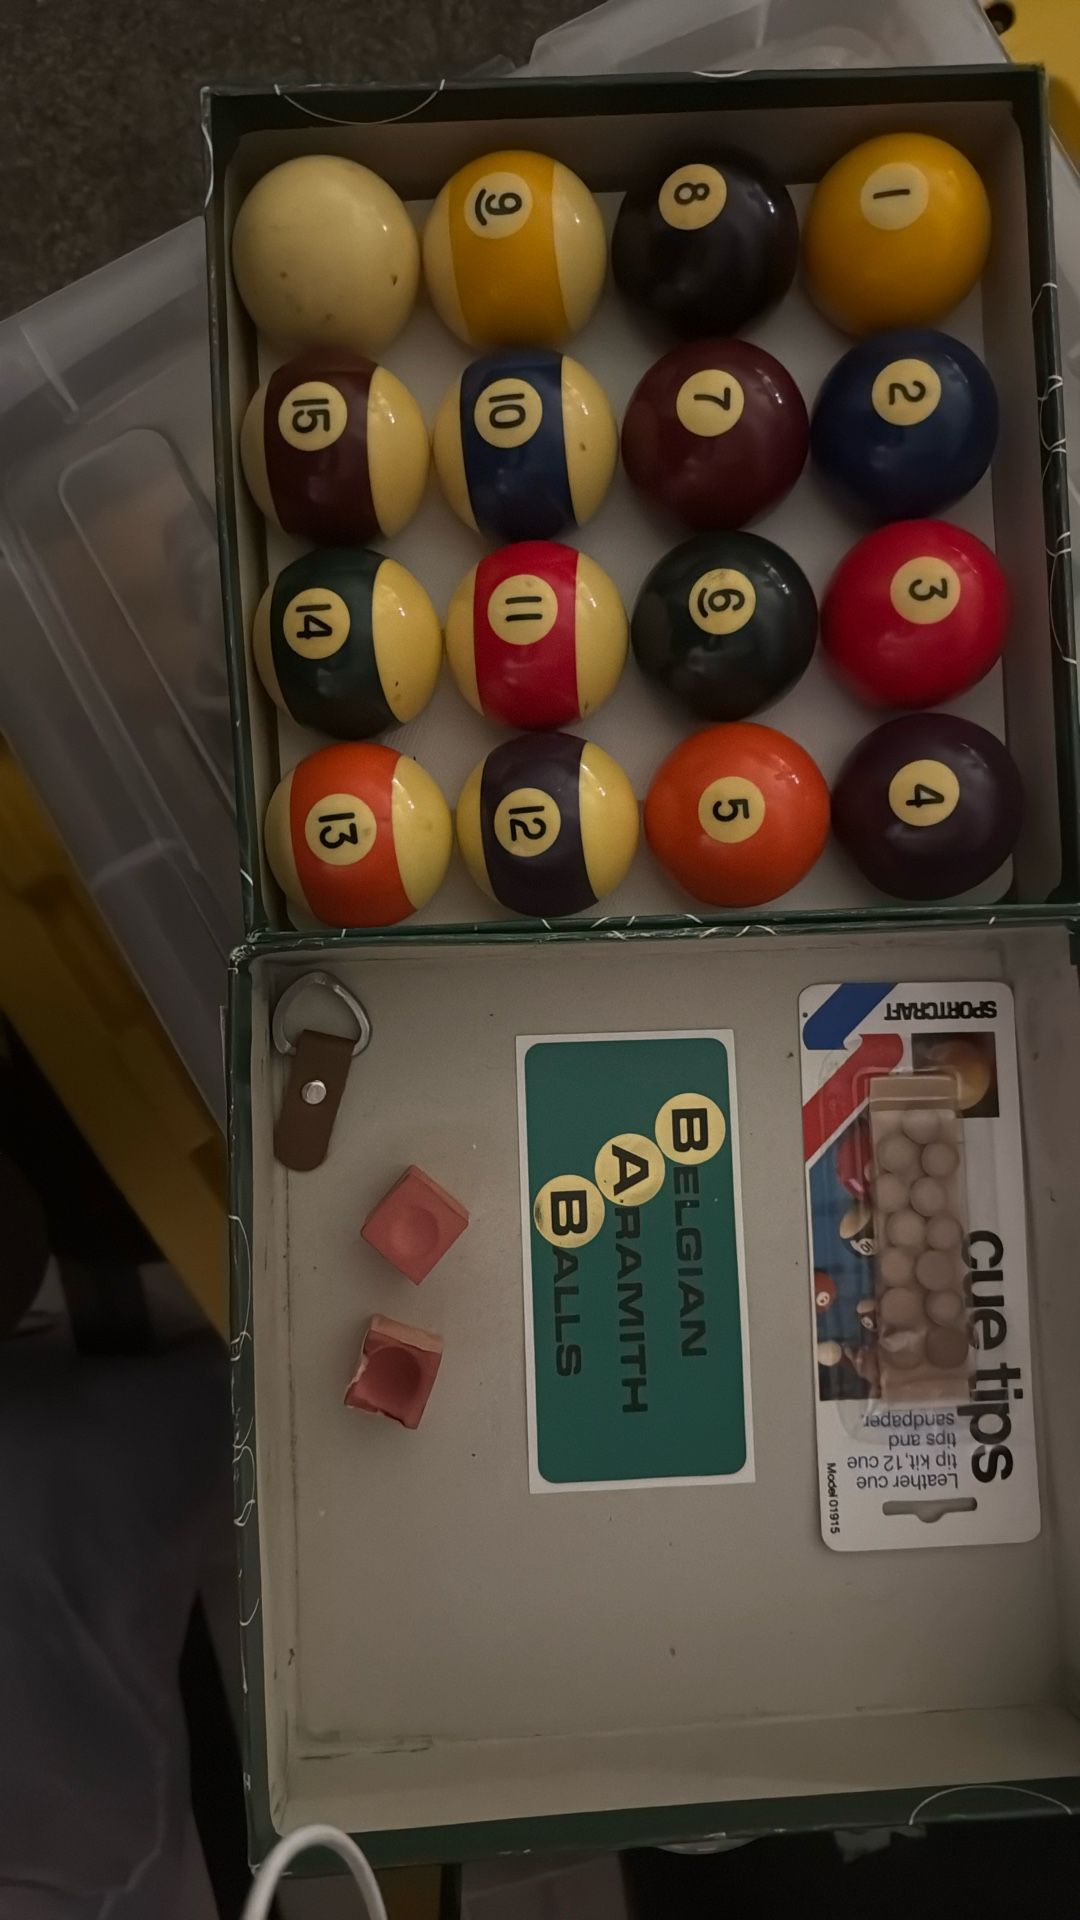 9
8
1
15
10
7
2
14
11
6
3
13
12
5
4
BELGIAN
ARAMITH
BALLS
SPORTCRAFT
cue tips
Leather cue
tip kit, 12 cue
tips and
sandpaper.
Model 01915